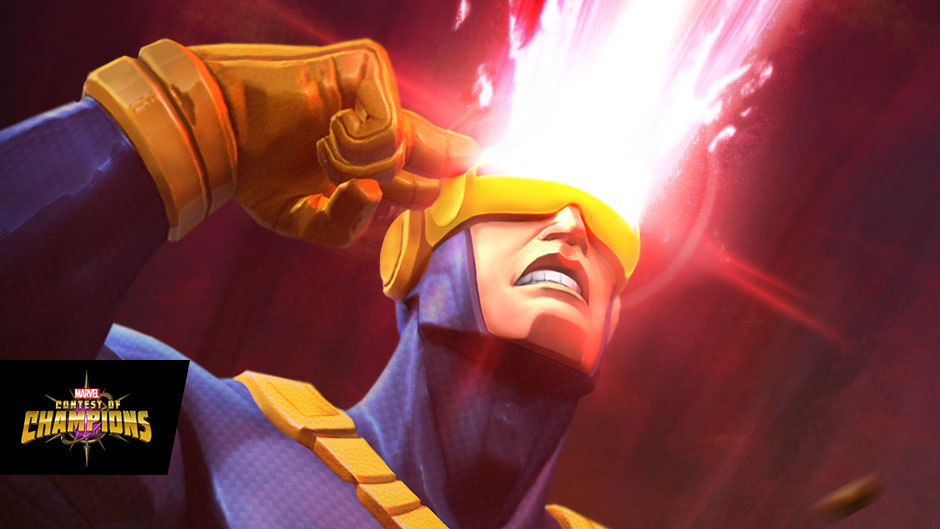 MARVEL
CONTEST OF
CHAMPIONS